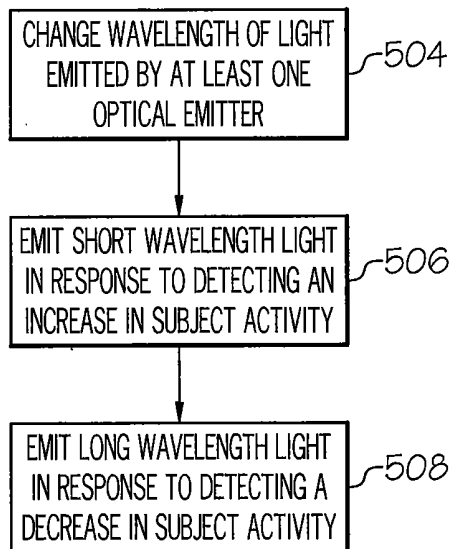 CHANGE WAVELENGTH OF LIGHT
EMITTED BY AT LEAST ONE
OPTICAL EMITTER
504
EMIT SHORT WAVELENGTH LIGHT
IN RESPONSE TO DETECTING AN
INCREASE IN SUBJECT ACTIVITY
506
EMIT LONG WAVELENGTH LIGHT
IN RESPONSE TO DETECTING A
DECREASE IN SUBJECT ACTIVITY
508